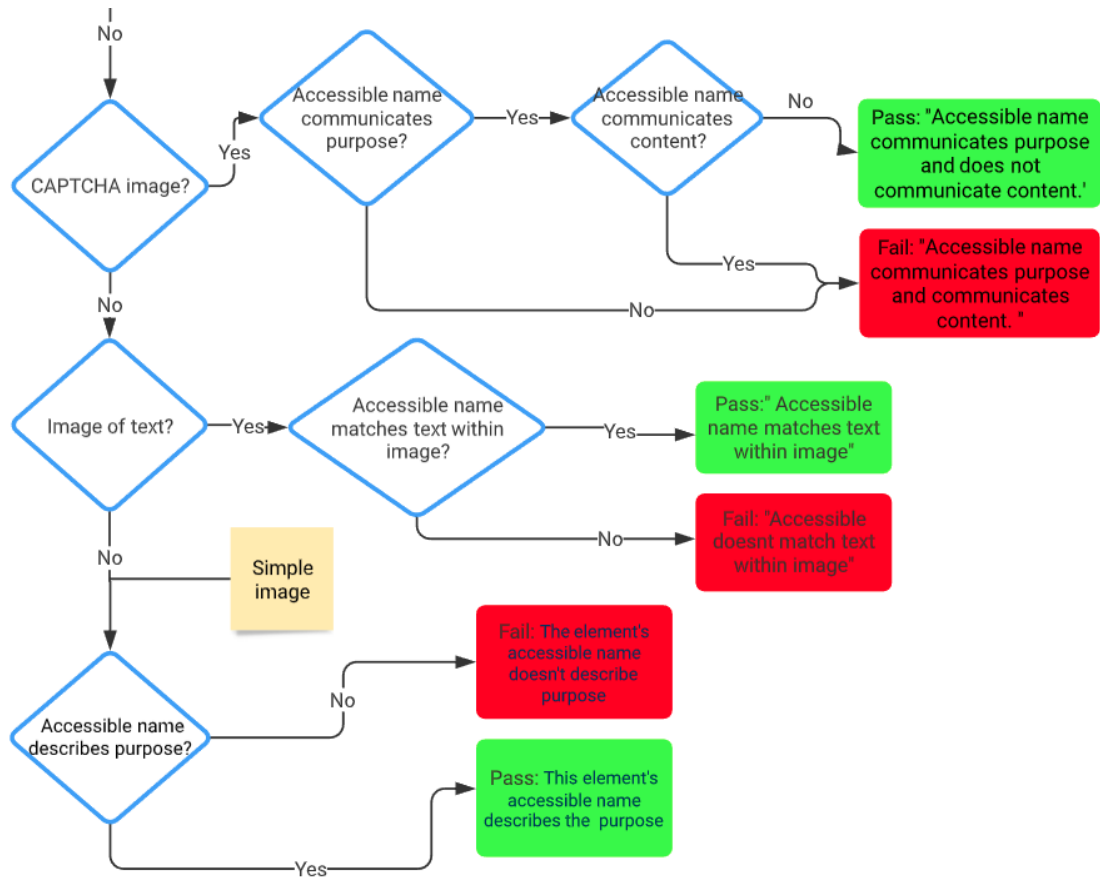 No
Accessible name
communicates
purpose?
Yes
Accessible name
communicates
content?
No
Pass: "Accessible name
communicates purpose
and does not
communicate content.'
CAPTCHA image?
Yes
Fail: "Accessible name
communicates purpose
and communicates
content. "
Yes
No
No
Image of text?
Yes
Accessible name
matches text within
image?
Yes
Pass:" Accessible
name matches text
within image"
No
Fail: "Accessible
doesnt match text
within image"
No
Simple
image
Accessible name
describes purpose?
No
Fail: The element's
accessible name
doesn't describe
purpose
Yes
Pass: This element's
accessible name
describes the purpose